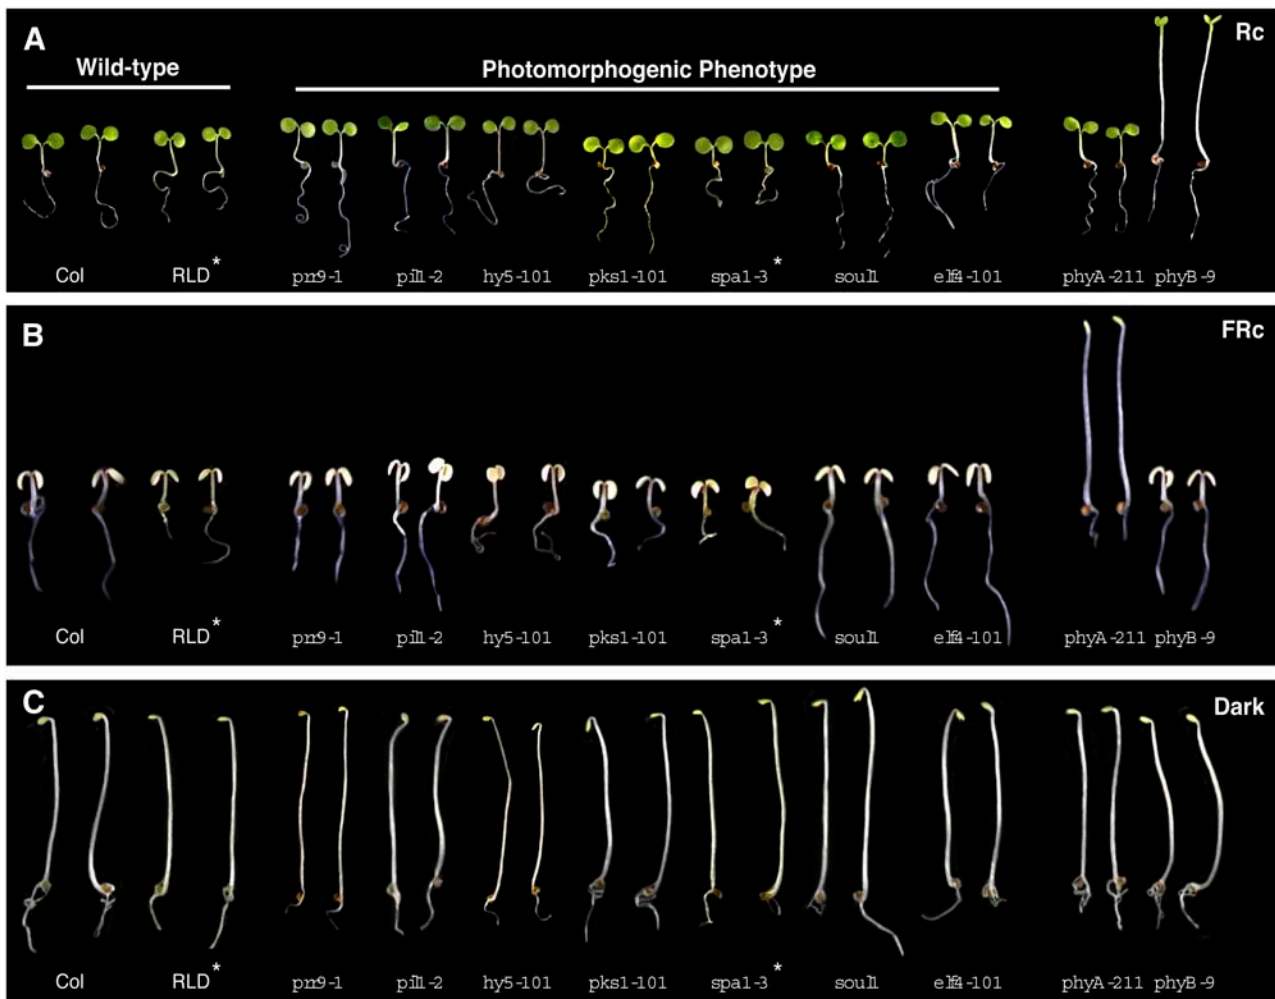 A
Rc
Wild-type
Photomorphogenic Phenotype
Col RLD* prr9-1 pil1-2 hy5-101 pks1-101 spa1-3* soul1 elf4-101 phyA-211 phyB-9
B
FRc
Col RLD* prr9-1 pil1-2 hy5-101 pks1-101 spa1-3* soul1 elf4-101 phyA-211 phyB-9
C
Dark
Col RLD* prr9-1 pil1-2 hy5-101 pks1-101 spa1-3* soul1 elf4-101 phyA-211 phyB-9